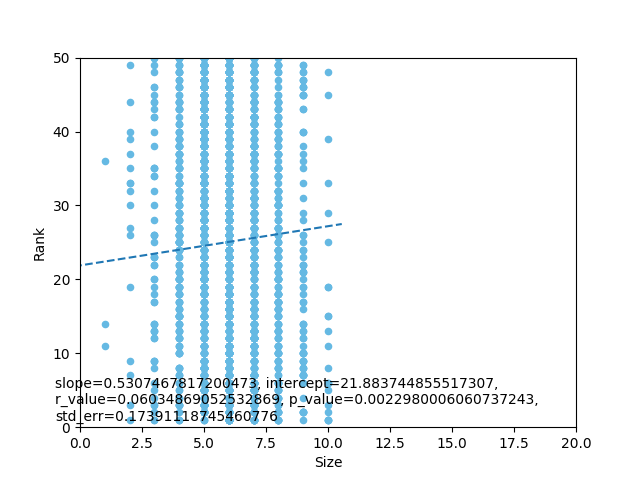 50
40
30
20
10
0
Rank
slope=0.5307467817200473, intercept=21.883744855517307,
r_value=0.06034869052532869, p_value=0.0022980006060737243,
std_err=0.17391118745460776
0.0 2.5 5.0 7.5 10.0 12.5 15.0 17.5 20.0
Size